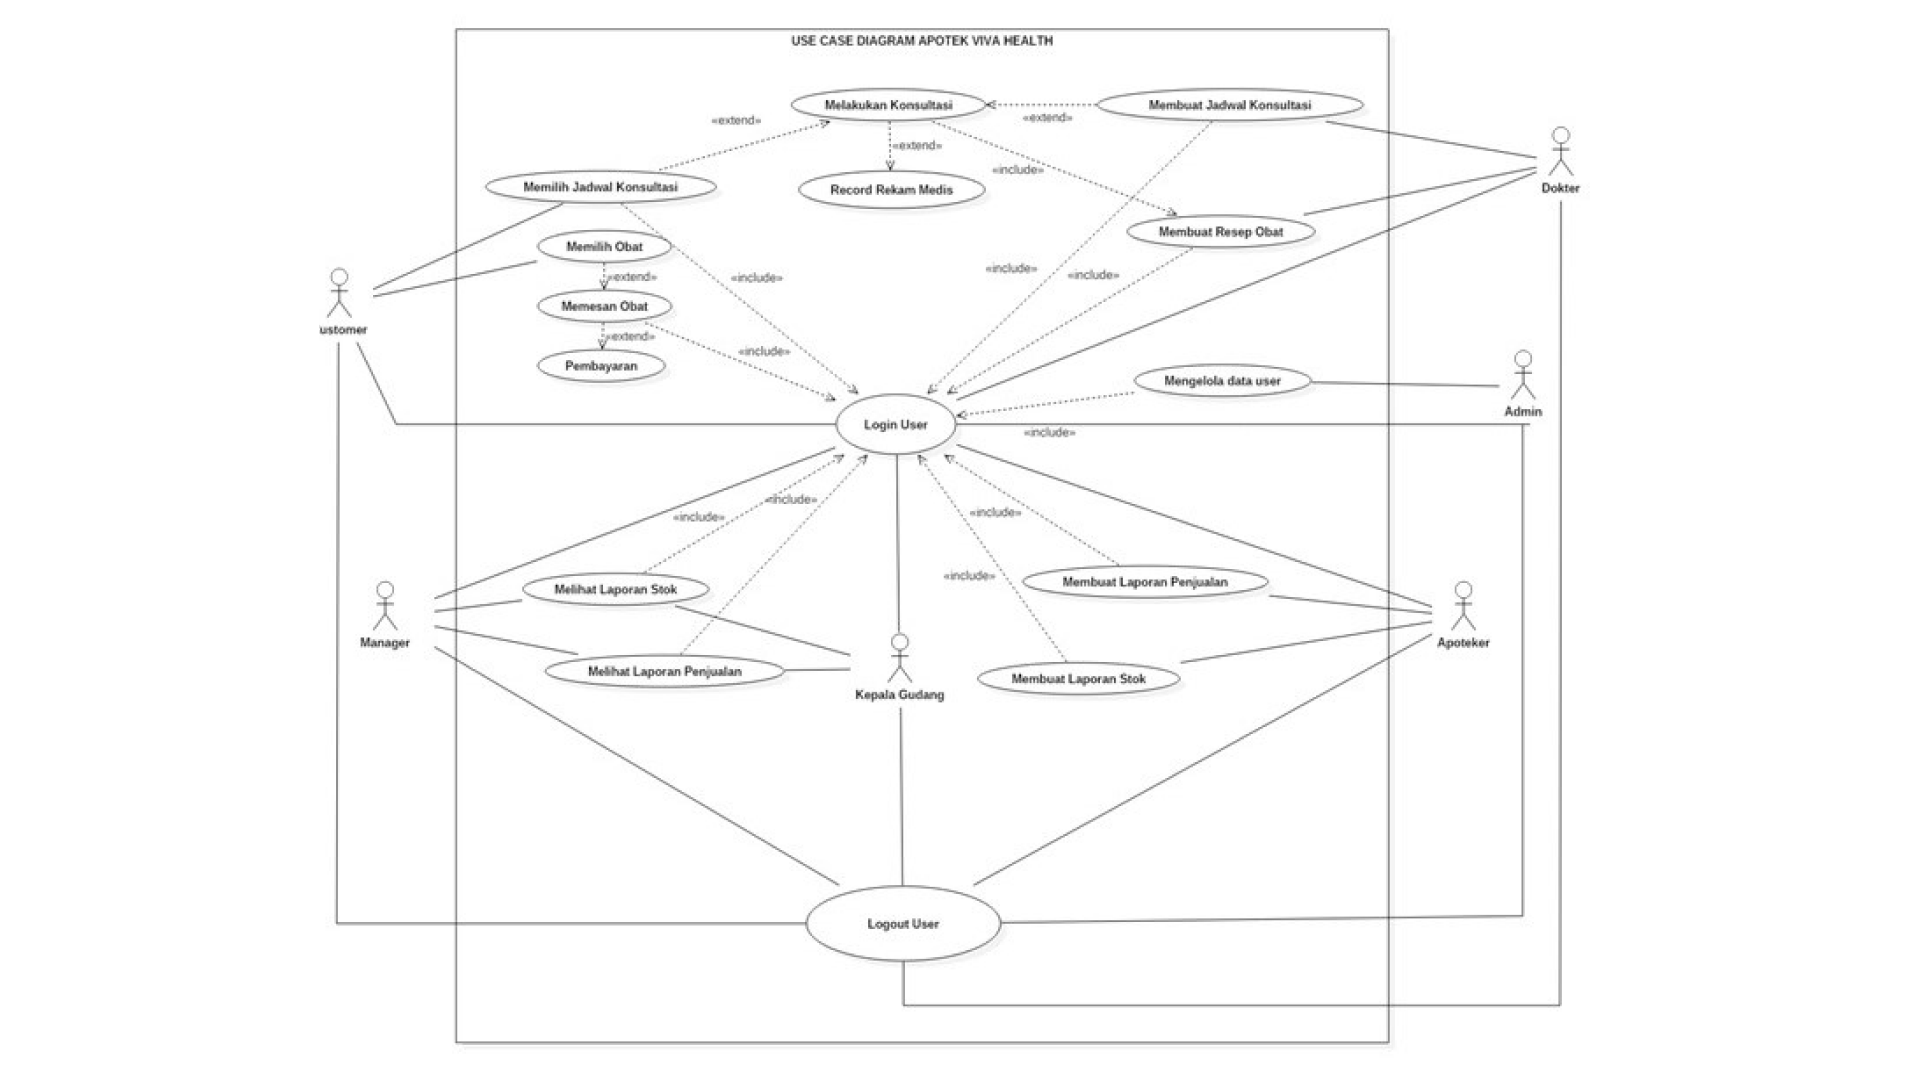 USE CASE DIAGRAM APOTEK VIVA HEALTH
Melakukan Konsultasi
Membuat Jadwal Konsultasi
«extend»
«extend»
«extend»
«include»
Memilih Jadwal Konsultasi
Record Rekam Medis
Dokter
Membuat Resep Obat
Memilih Obat
«extend»
«include»
«include»
«include»
Memesan Obat
ustomer
«extend»
«include»
Pembayaran
Mengelola data user
Admin
Login User
«include»
«include»
«include»
«include»
«include»
Melihat Laporan Stok
Membuat Laporan Penjualan
Manager
Apoteker
Melihat Laporan Penjualan
Membuat Laporan Stok
Kepala Gudang
Logout User